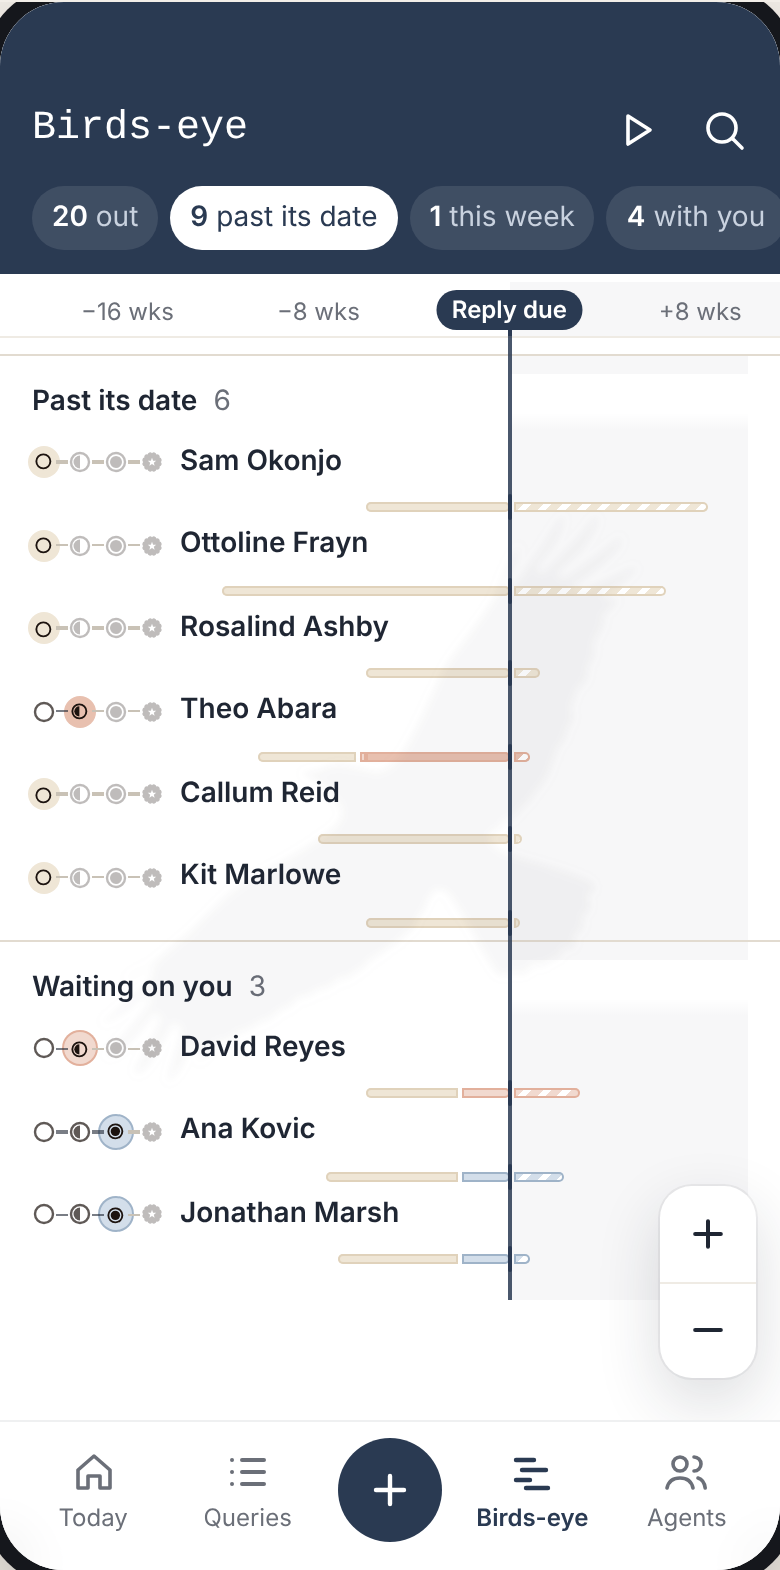 Birds-eye
20 out 9 past its date 1 this week 4 with you
−16 wks −8 wks Reply due +8 wks
Past its date 6
Sam Okonjo
Ottoline Frayn
Rosalind Ashby
Theo Abara
Callum Reid
Kit Marlowe
Waiting on you 3
David Reyes
Ana Kovic
Jonathan Marsh
Today Queries Birds-eye Agents